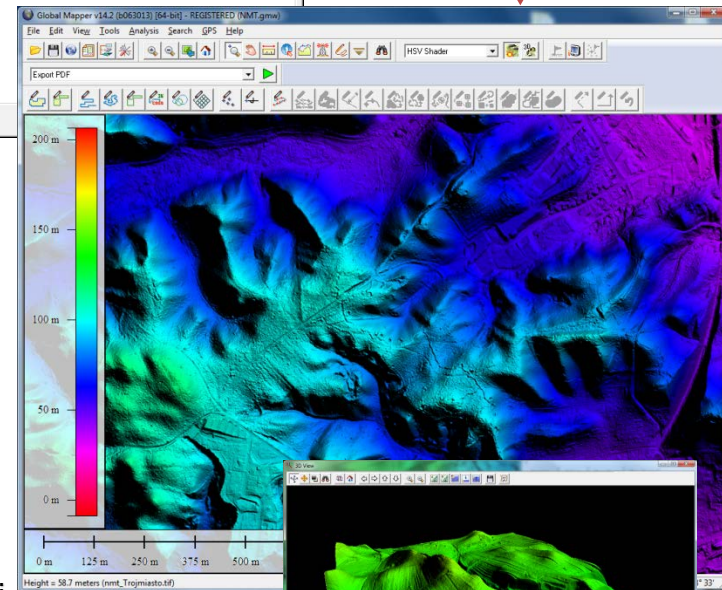 Global Mapper v14.2 (b063013) [64-bit] - REGISTERED (NMT.gmw)
File Edit View Tools Analysis Search GPS Help
HSV Shader
Export PDF
200 m
150 m
100 m
50 m
0 m
0 m 125 m 250 m 375 m 500 m
3D View
Height = 58.7 meters (nmt_Trojmiasto.tif)
33'